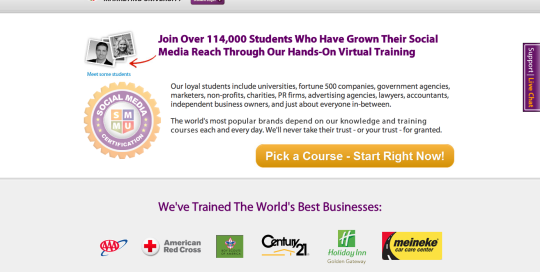 Join Over 114,000 Students Who Have Grown Their Social
Media Reach Through Our Hands-On Virtual Training
Meet some students
Our loyal students include universities, fortune 500 companies, government agencies,
marketers, non-profits, charities, PR firms, advertising agencies, lawyers, accountants,
independent business owners, and just about everyone in-between.
SOCIAL MEDIA
SMMU
CERTIFICATION
The world's most popular brands depend on our knowledge and training
courses each and every day. We'll never take their trust - or your trust - for granted.
Pick a Course - Start Right Now!
Support | Live Chat
We've Trained The World's Best Businesses:
AAA
American
Red Cross
Century 21
Holiday Inn
Golden Gateway
meineke
car care center